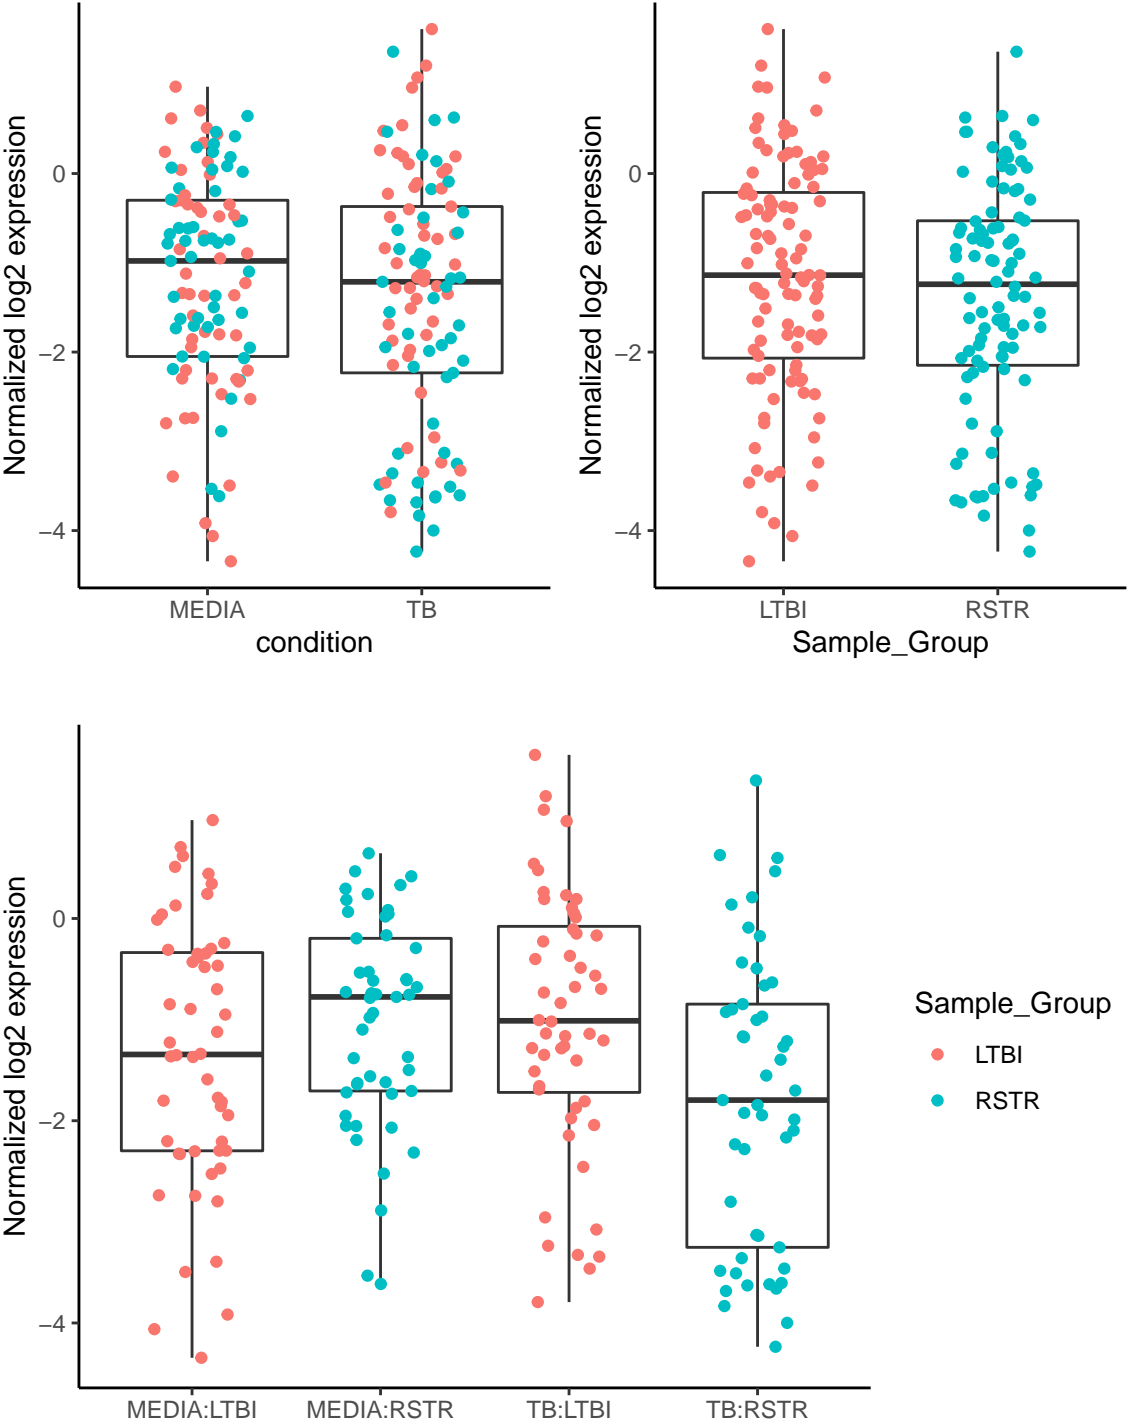 Normalized log2 expression
0
−2
−4
MEDIA TB
condition
Normalized log2 expression
0
−2
−4
LTBI RSTR
Sample_Group
Normalized log2 expression
0
−2
−4
MEDIA:LTBI MEDIA:RSTR TB:LTBI TB:RSTR
Sample_Group
LTBI
RSTR